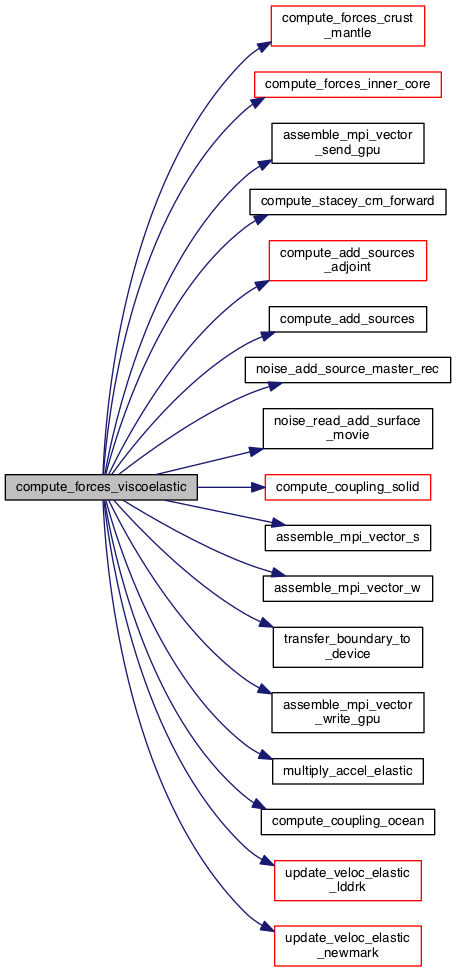 compute_forces_crust
_mantle
compute_forces_inner_core
assemble_mpi_vector
_send_gpu
compute_stacey_cm_forward
compute_add_sources
_adjoint
compute_add_sources
noise_add_source_master_rec
noise_read_add_surface
_movie
compute_forces_viscoelastic
compute_coupling_solid
assemble_mpi_vector_s
assemble_mpi_vector_w
transfer_boundary_to
_device
assemble_mpi_vector
_write_gpu
multiply_accel_elastic
compute_coupling_ocean
update_veloc_elastic
_lddrk
update_veloc_elastic
_newmark